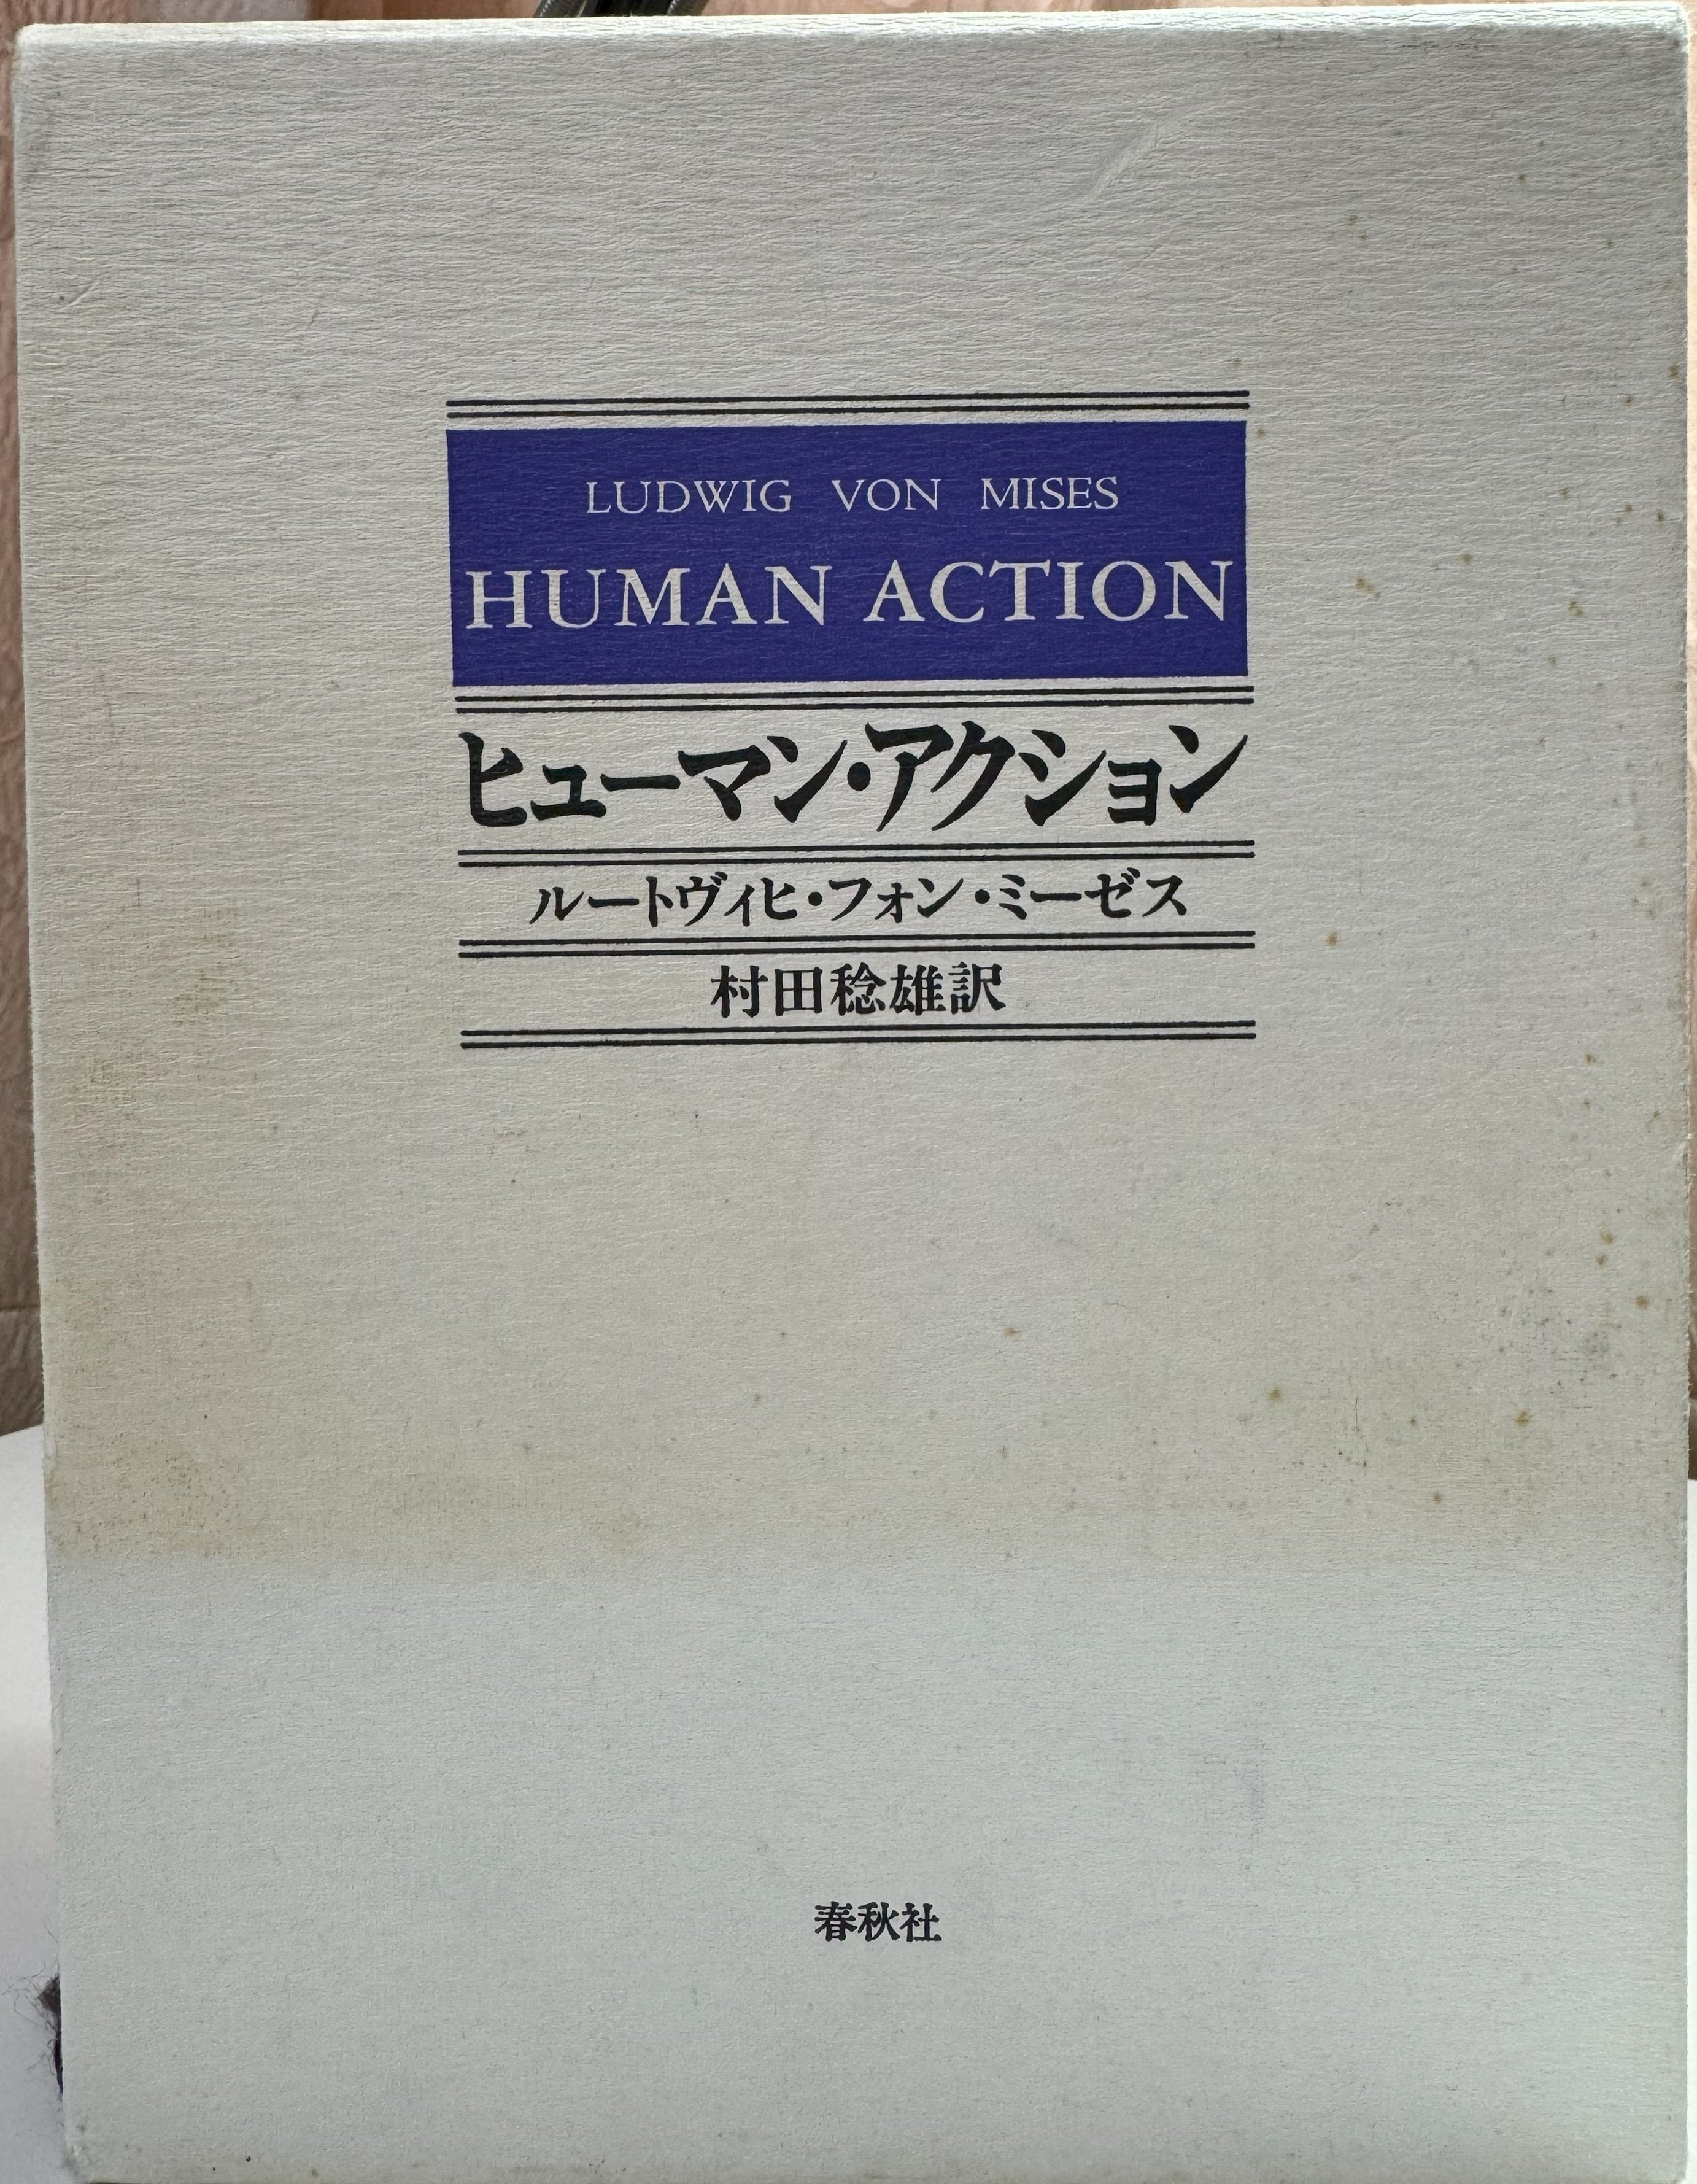 LUDWIG VON MISES
HUMAN ACTION
ヒューマン・アクション
ルートヴィヒ・フォン・ミーゼス
村田稔雄訳
春秋社